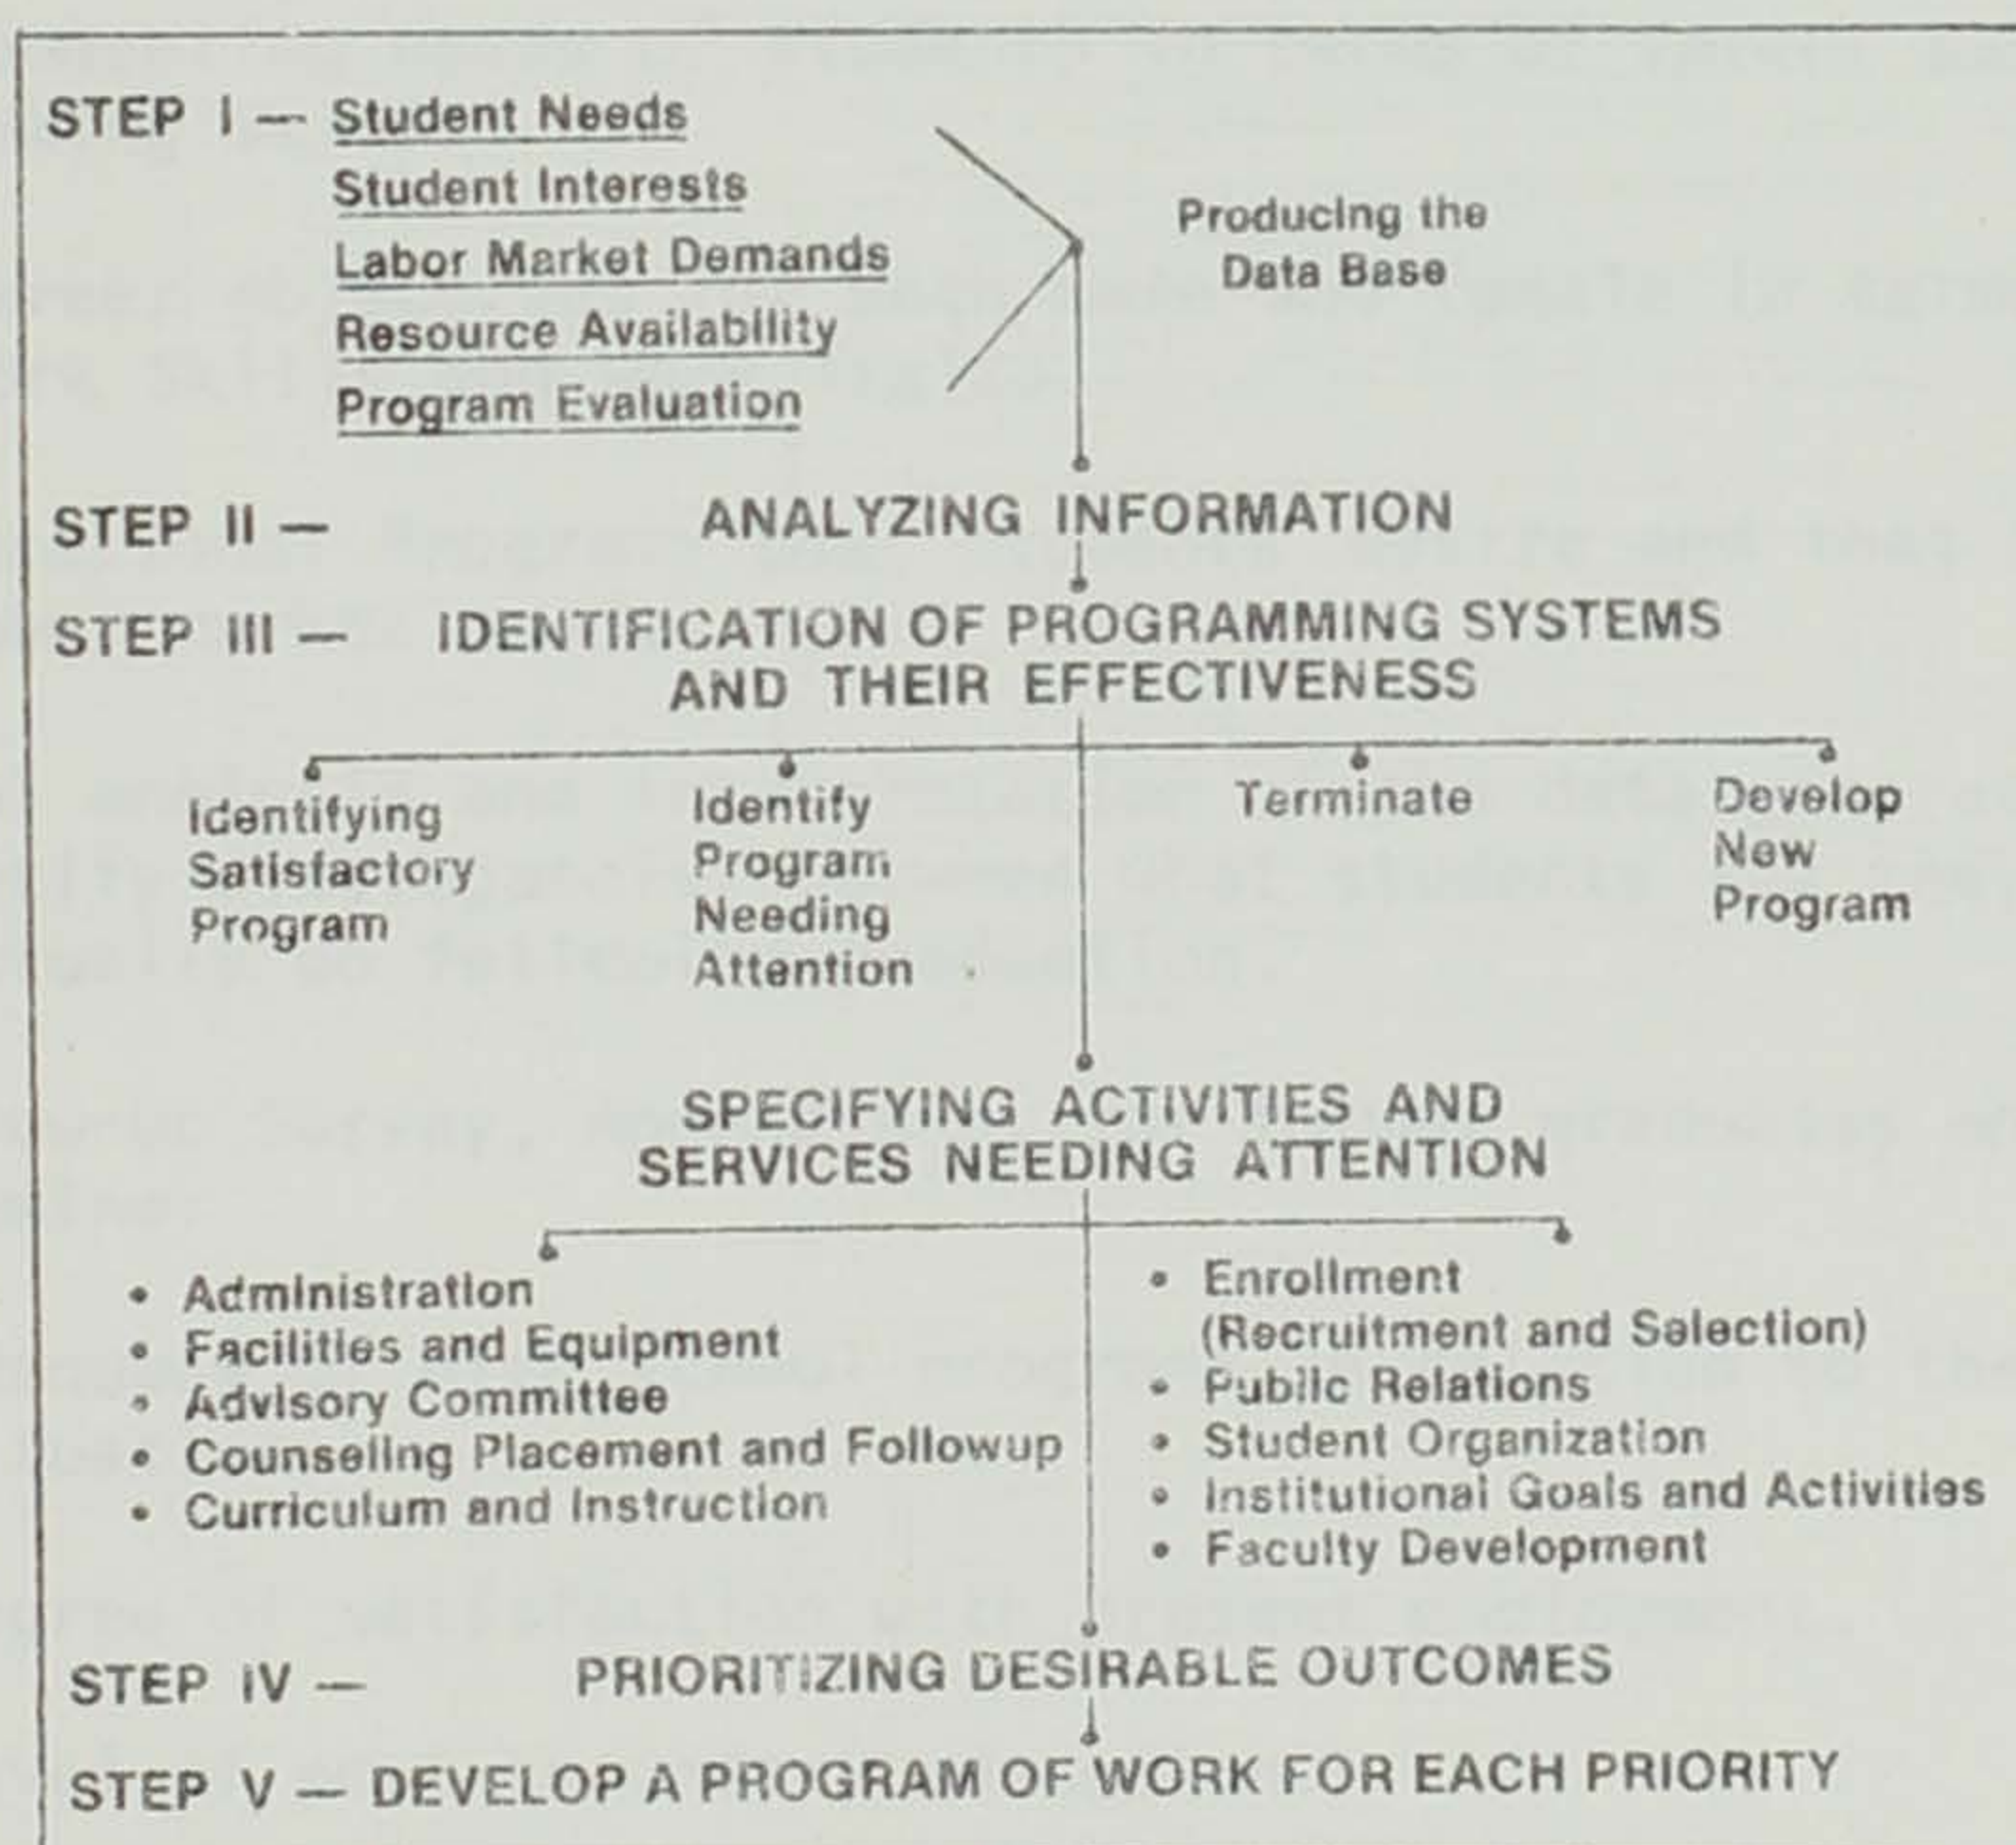 STEP I — Student Needs
Student Interests
Labor Market Demands
Resource Availability
Program Evaluation
Producing the
Data Base
STEP II — ANALYZING INFORMATION
STEP III — IDENTIFICATION OF PROGRAMMING SYSTEMS
AND THEIR EFFECTIVENESS
Identifying
Satisfactory
Program
Identify
Program
Needing
Attention
Terminate
Develop
New
Program
SPECIFYING ACTIVITIES AND
SERVICES NEEDING ATTENTION
• Administration
• Facilities and Equipment
• Advisory Committee
• Counseling Placement and Followup
• Curriculum and Instruction
• Enrollment
(Recruitment and Selection)
• Public Relations
• Student Organization
• Institutional Goals and Activities
• Faculty Development
STEP IV — PRIORITIZING DESIRABLE OUTCOMES
STEP V — DEVELOP A PROGRAM OF WORK FOR EACH PRIORITY